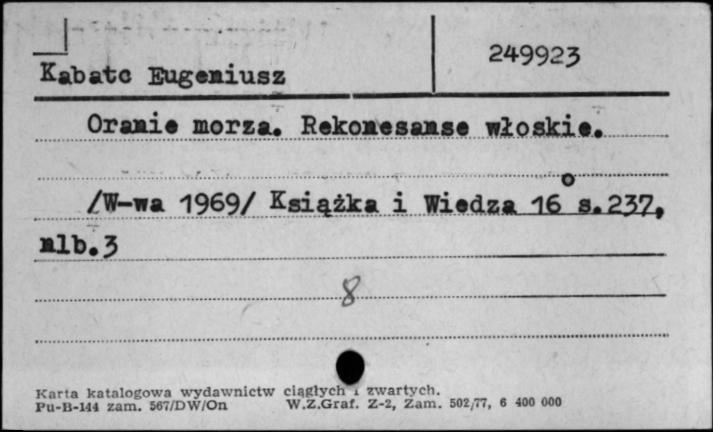 249923
Kabatc Eugeniusz
Oranie morza. Rekonesanse włoskie.
/W-wa 1969/ Książka i Wiedza 16° s.237,
nlb.3
8
Karta katalogowa wydawnictw ciągłych i zwartych.
Pu-B-144 zam. 567/DW/On W.Z.Graf. Z-2, Zam. 502/77, 6 400 000